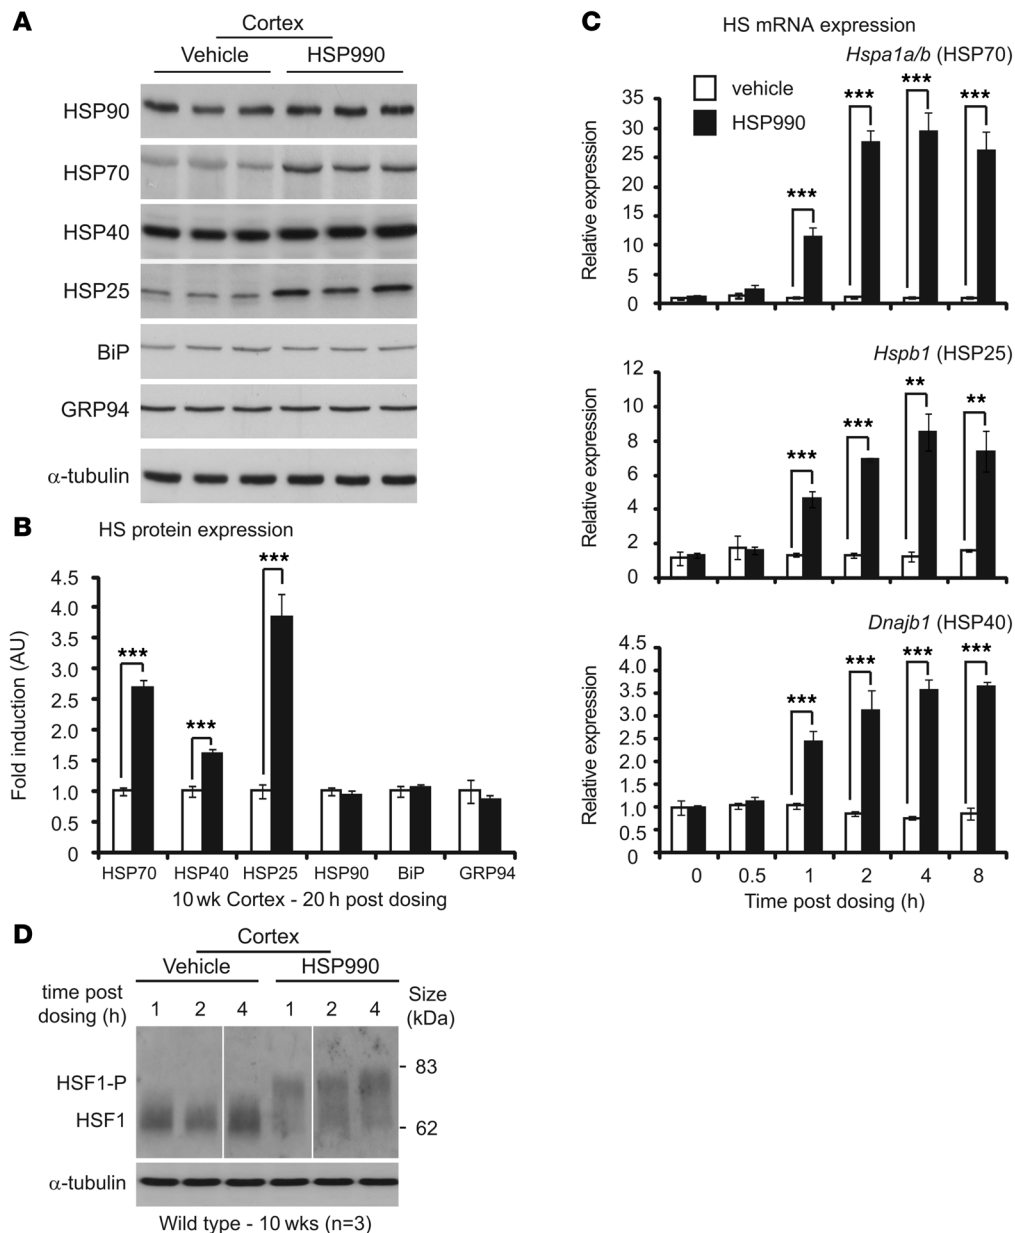 A
Cortex
Vehicle HSP990
HSP90
HSP70
HSP40
HSP25
BiP
GRP94
α-tubulin
B
HS protein expression
Fold induction (AU)
4.5
4.0
3.5
3.0
2.5
2.0
1.5
1.0
0.5
0
***
***
***
HSP70 HSP40 HSP25 HSP90 BiP GRP94
10 wk Cortex - 20 h post dosing
C
HS mRNA expression
Hspa1a/b (HSP70)
vehicle
HSP990
Relative expression
35
30
25
20
15
10
5
0
*** *** *** ***
Hspb1 (HSP25)
Relative expression
12
10
8
6
4
2
0
*** *** ** **
Dnajb1 (HSP40)
Relative expression
4.5
4.0
3.5
3.0
2.5
2.0
1.5
1.0
0.5
0
*** *** *** ***
0 0.5 1 2 4 8
Time post dosing (h)
D
Cortex
Vehicle HSP990
time post
dosing (h)
1 2 4 1 2 4
Size
(kDa)
HSF1-P
HSF1
- 83
- 62
α-tubulin
Wild type - 10 wks (n=3)